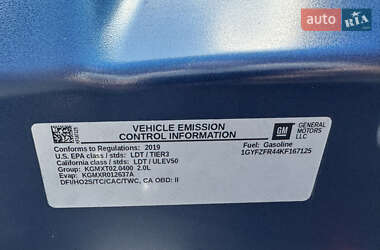 auto RIA .com
VEHICLE EMISSION
CONTROL INFORMATION
GM
GENERAL
MOTORS
LLC
Conforms to Regulations: 2019
Fuel: Gasoline
U.S. EPA class / stds: LDT / TIER3
1GYFZFR44KF167125
California class / stds: LDT / ULEV50
Group: KGMXT02.0400 2.0L
Evap: KGMXR012637A
DFI/HO2S/TC/CAC/TWC, CA OBD: II